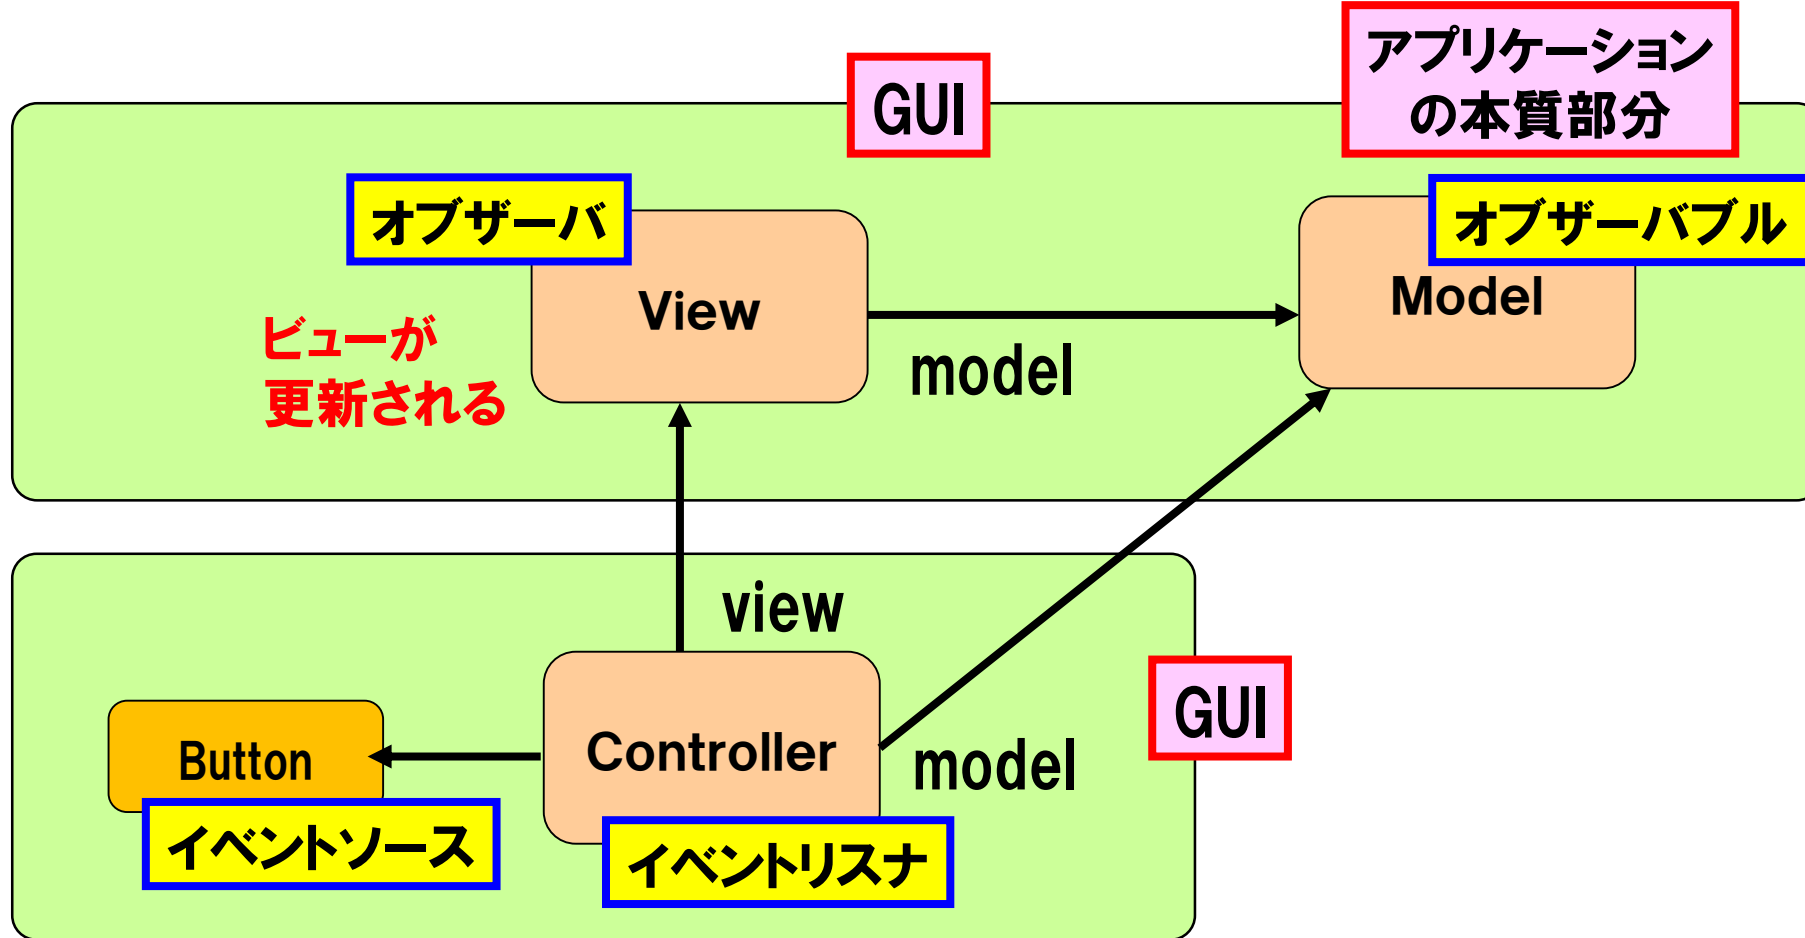 アプリケーション
の本質部分
GUI
オブザーバ
オブザーバブル
View
Model
ビューが
更新される
model
view
GUI
Controller
Button
model
イベントソース
イベントリスナ